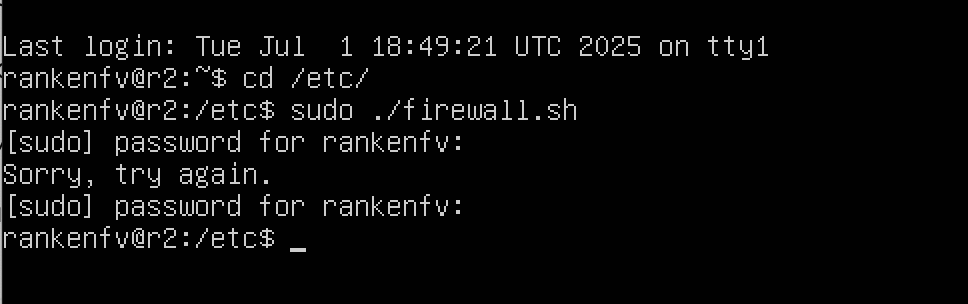 Last login: Tue Jul  1 18:49:21 UTC 2025 on tty1
rankenfv@r2:~$ cd /etc/
rankenfv@r2:/etc$ sudo ./firewall.sh
[sudo] password for rankenfv:
Sorry, try again.
[sudo] password for rankenfv:
rankenfv@r2:/etc$ _